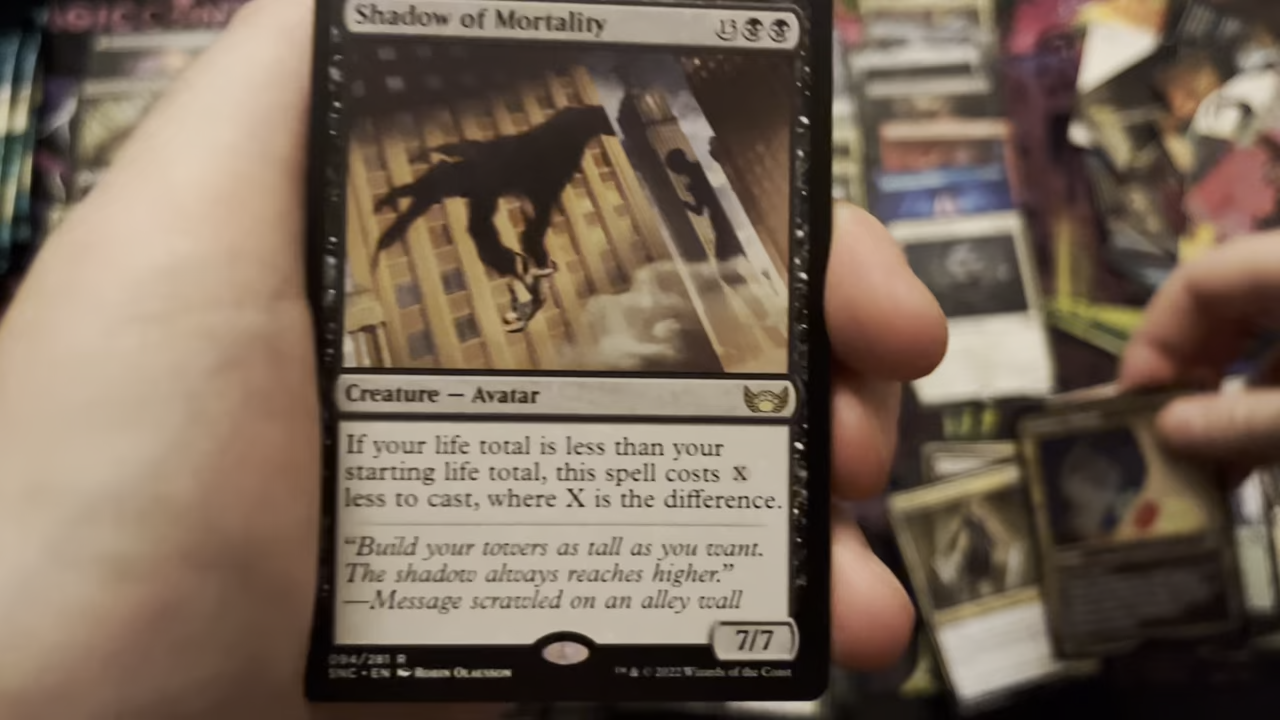 Shadow of Mortality 13
Creature — Avatar
If your life total is less than your
starting life total, this spell costs X
less to cast, where X is the difference.
“Build your towers as tall as you want.
The shadow always reaches higher.”
—Message scrawled on an alley wall
7/7
094/281 R
SNC • EN Robin Olausson
™ & © 2022 Wizards of the Coast